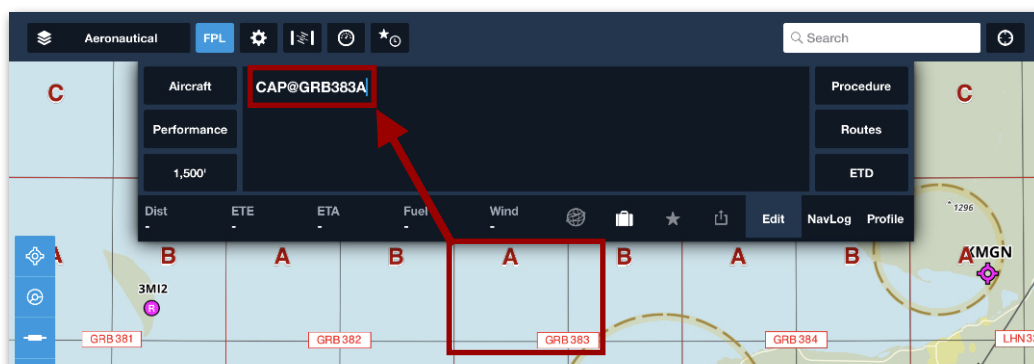 Aeronautical FPL Search
C C
Aircraft CAP@GRB383A Procedure
Performance Routes
1,500' ETD
Dist ETE ETA Fuel Wind
- - - - - Edit NavLog Profile
1296
A B A B A B A B A KMGN
3MI2
R
GRB 381 GRB 382 GRB 383 GRB 384 LHN